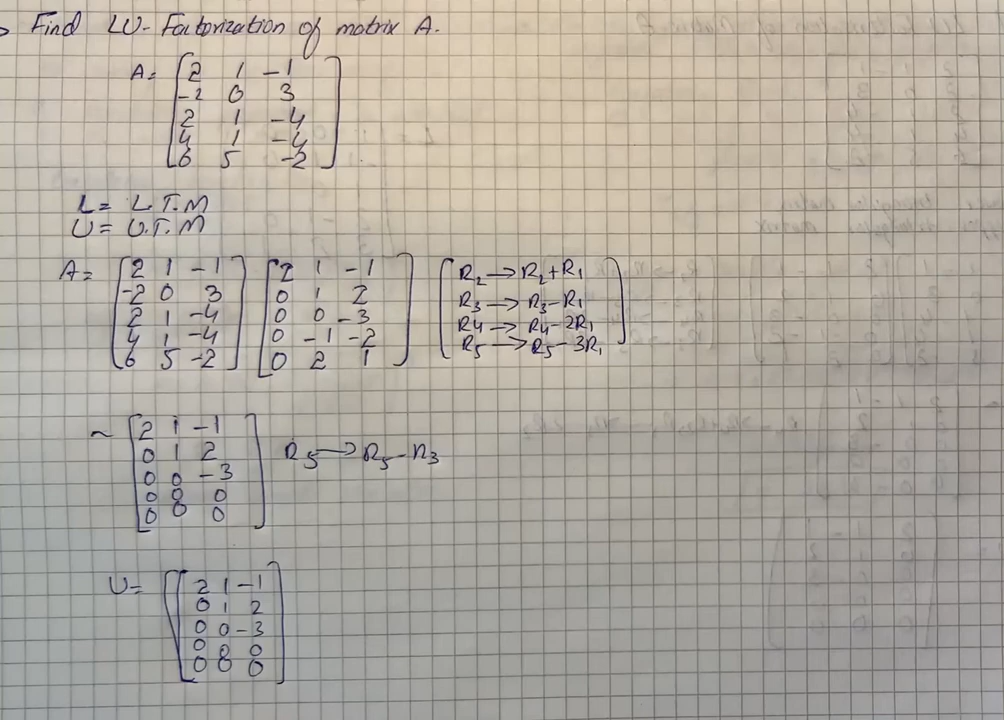 Find LU-Factorization of matrix A.
A= [2 1 -1
-2 0 3
2 1 -4
4 1 -4
6 5 -2]
L= L.T.M
U= U.T.M
A= [2 1 -1] [2 1 -1] [R2→R2+R1
-2 0 3 0 1 2 R3→R3-R1
2 1 -4 0 0 -3 R4→R4-2R1
4 1 -4 0 -1 -2 R5→R5-3R1]
6 5 -2 0 2 1
~ [2 1 -1
0 1 2 R5→R5-R3
0 0 -3
0 0 0
0 0 0]
U= [2 1 -1
0 1 2
0 0 -3
0 0 0
0 0 0]